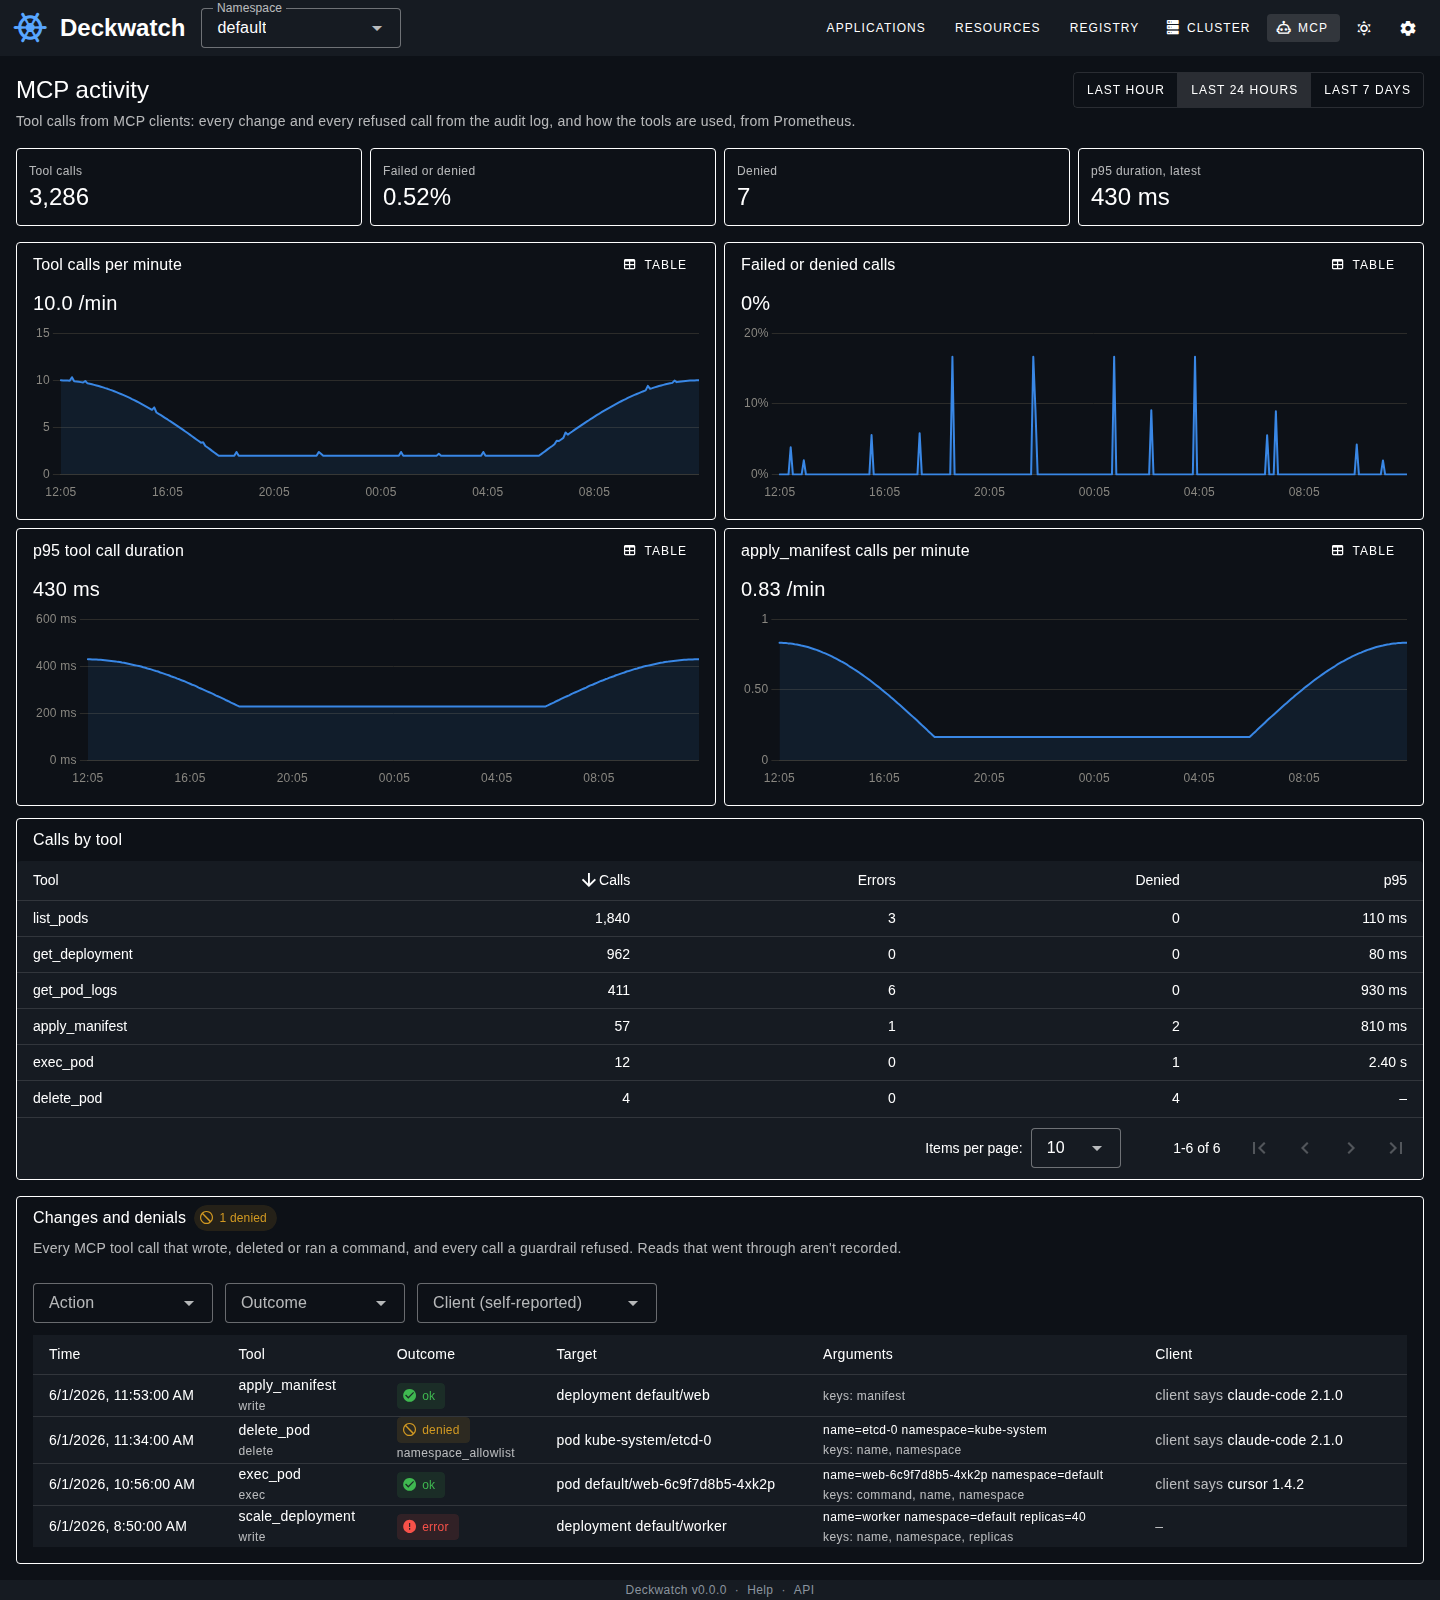 Deckwatch
Namespace
default
APPLICATIONS
RESOURCES
REGISTRY
CLUSTER
MCP
MCP activity
LAST HOUR
LAST 24 HOURS
LAST 7 DAYS
Tool calls from MCP clients: every change and every refused call from the audit log, and how the tools are used, from Prometheus.
Tool calls
3,286
Failed or denied
0.52%
Denied
7
p95 duration, latest
430 ms
Tool calls per minute
TABLE
10.0 /min
15
10
5
0
12:05 16:05 20:05 00:05 04:05 08:05
Failed or denied calls
TABLE
0%
20%
10%
0%
12:05 16:05 20:05 00:05 04:05 08:05
p95 tool call duration
TABLE
430 ms
600 ms
400 ms
200 ms
0 ms
12:05 16:05 20:05 00:05 04:05 08:05
apply_manifest calls per minute
TABLE
0.83 /min
1
0.50
0
12:05 16:05 20:05 00:05 04:05 08:05
Calls by tool
Tool Calls Errors Denied p95
list_pods 1,840 3 0 110 ms
get_deployment 962 0 0 80 ms
get_pod_logs 411 6 0 930 ms
apply_manifest 57 1 2 810 ms
exec_pod 12 0 1 2.40 s
delete_pod 4 0 4 –
Items per page: 10 1-6 of 6
Changes and denials 1 denied
Every MCP tool call that wrote, deleted or ran a command, and every call a guardrail refused. Reads that went through aren't recorded.
Action
Outcome
Client (self-reported)
Time Tool Outcome Target Arguments Client
6/1/2026, 11:53:00 AM apply_manifest ok deployment default/web keys: manifest client says claude-code 2.1.0
write
6/1/2026, 11:34:00 AM delete_pod denied pod kube-system/etcd-0 name=etcd-0 namespace=kube-system client says claude-code 2.1.0
delete namespace_allowlist keys: name, namespace
6/1/2026, 10:56:00 AM exec_pod ok pod default/web-6c9f7d8b5-4xk2p name=web-6c9f7d8b5-4xk2p namespace=default client says cursor 1.4.2
exec keys: command, name, namespace
6/1/2026, 8:50:00 AM scale_deployment error deployment default/worker name=worker namespace=default replicas=40 –
write keys: name, namespace, replicas
Deckwatch v0.0.0 · Help · API